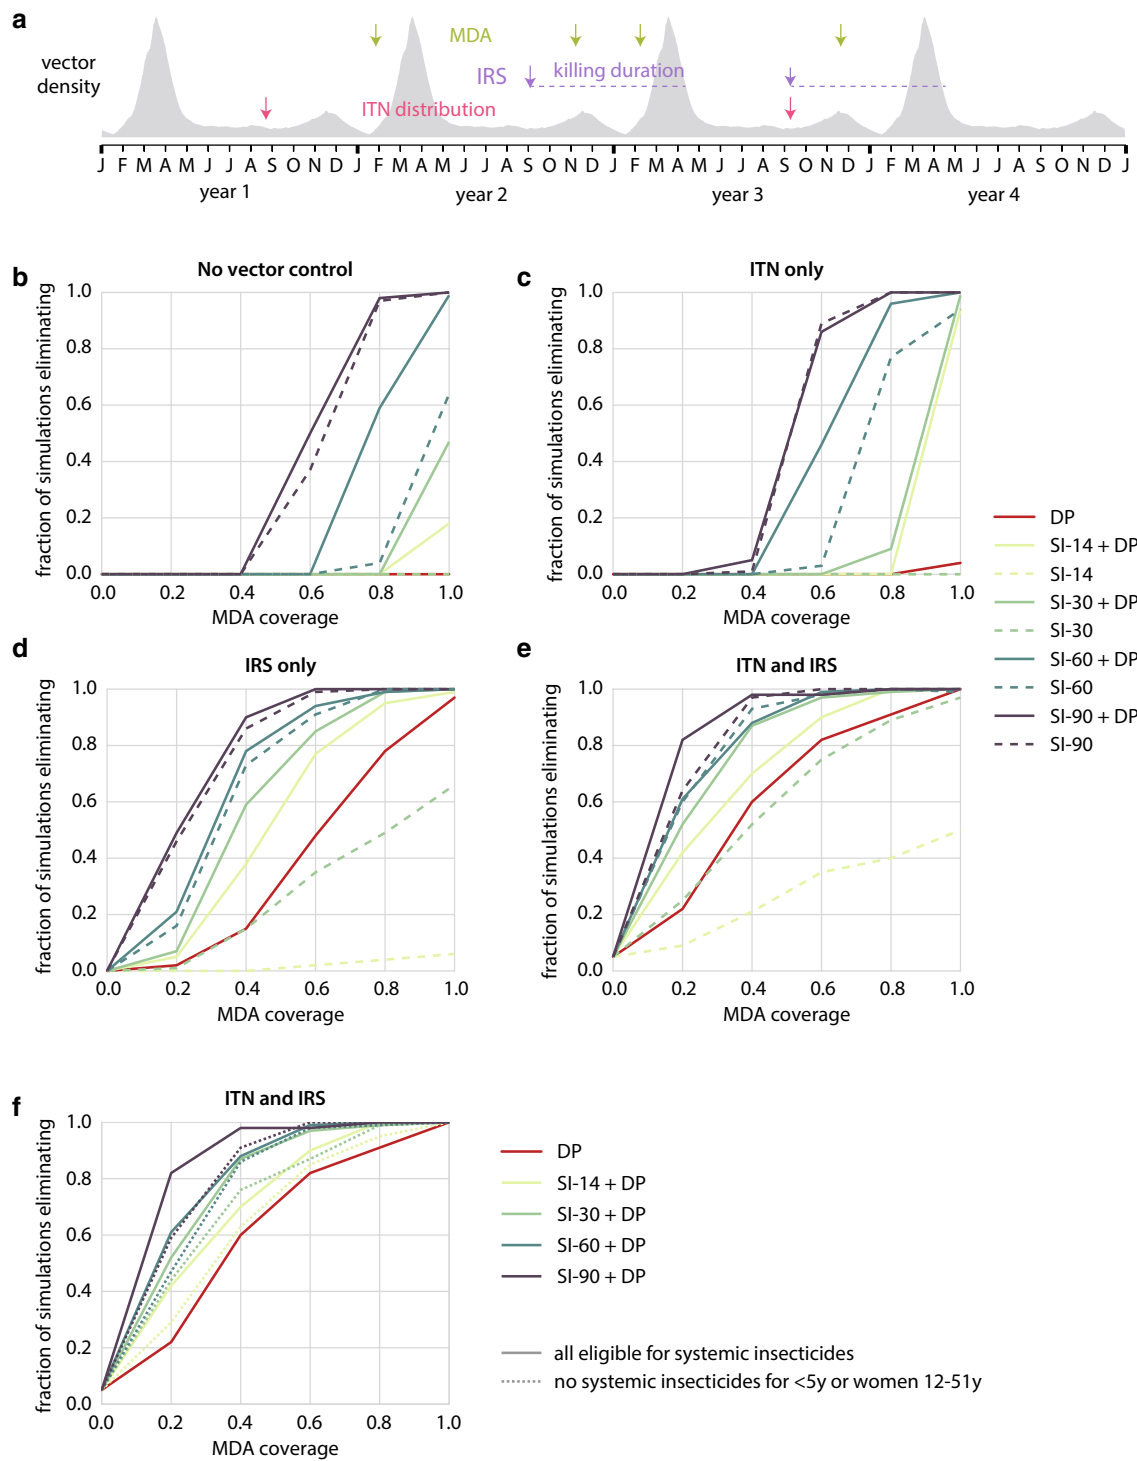 a
vector
density
MDA
IRS
killing duration
ITN distribution
J F M A M J J A S O N D J F M A M J J A S O N D J F M A M J J A S O N D J F M A M J J A S O N D J
year 1
year 2
year 3
year 4
b
No vector control
fraction of simulations eliminating
1.0
0.8
0.6
0.4
0.2
0.0
0.0 0.2 0.4 0.6 0.8 1.0
MDA coverage
c
ITN only
fraction of simulations eliminating
1.0
0.8
0.6
0.4
0.2
0.0
0.0 0.2 0.4 0.6 0.8 1.0
MDA coverage
DP
SI-14 + DP
SI-14
SI-30 + DP
SI-30
SI-60 + DP
SI-60
SI-90 + DP
SI-90
d
IRS only
fraction of simulations eliminating
1.0
0.8
0.6
0.4
0.2
0.0
0.0 0.2 0.4 0.6 0.8 1.0
MDA coverage
e
ITN and IRS
fraction of simulations eliminating
1.0
0.8
0.6
0.4
0.2
0.0
0.0 0.2 0.4 0.6 0.8 1.0
MDA coverage
f
ITN and IRS
fraction of simulations eliminating
1.0
0.8
0.6
0.4
0.2
0.0
0.0 0.2 0.4 0.6 0.8 1.0
MDA coverage
DP
SI-14 + DP
SI-30 + DP
SI-60 + DP
SI-90 + DP
all eligible for systemic insecticides
no systemic insecticides for <5y or women 12-51y